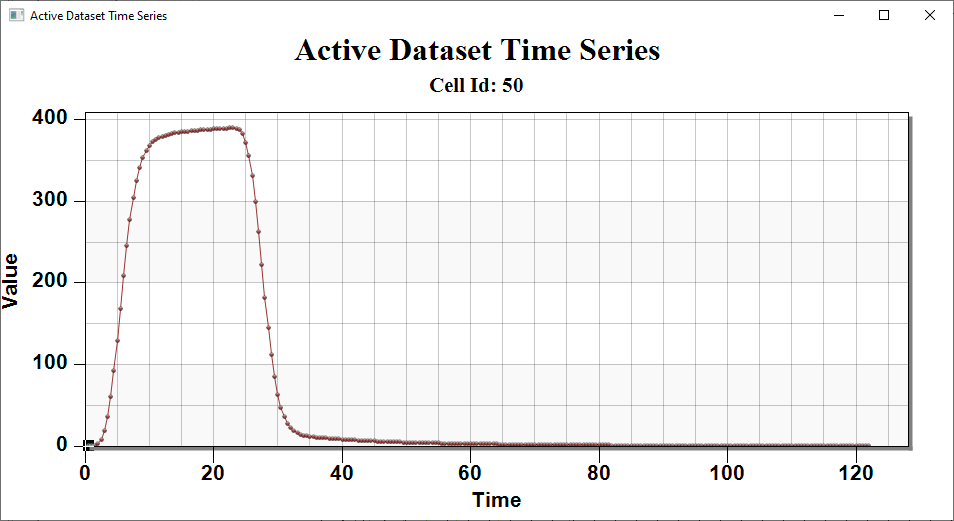 Active Dataset Time Series
Active Dataset Time Series
Cell Id: 50
400
300
200
100
0
Value
0 20 40 60 80 100 120
Time